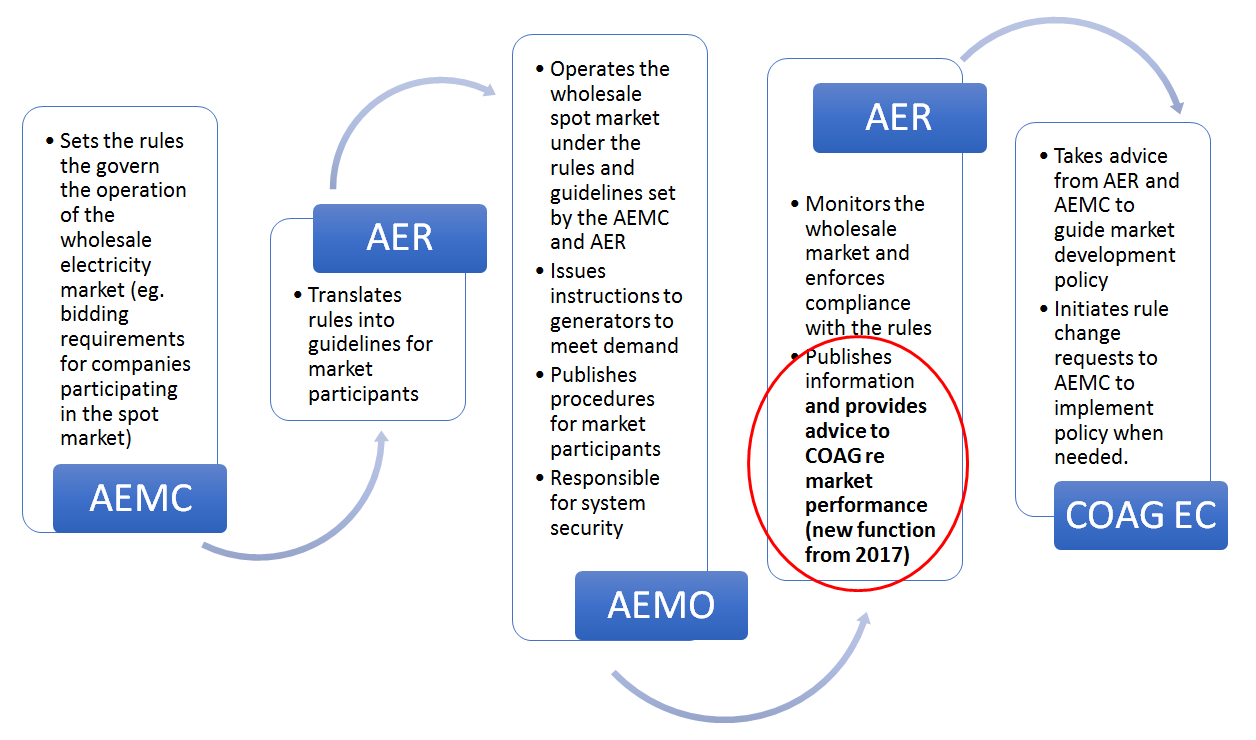 • Sets the rules
the govern
the operation
of the
wholesale
electricity
market (eg.
bidding
requirements
for companies
participating
in the spot
market)
AEMC
AER
• Translates
rules into
guidelines for
market
participants
• Operates the
wholesale
spot market
under the
rules and
guidelines set
by the AEMC
and AER
• Issues
instructions to
generators to
meet demand
• Publishes
procedures
for market
participants
• Responsible
for system
security
AEMO
AER
• Monitors the
wholesale
market and
enforces
compliance
with the rules
• Publishes
information
and provides
advice to
COAG re
market
performance
(new function
from 2017)
• Takes advice
from AER and
AEMC to
guide market
development
policy
• Initiates rule
change
requests to
AEMC to
implement
policy when
needed.
COAG EC